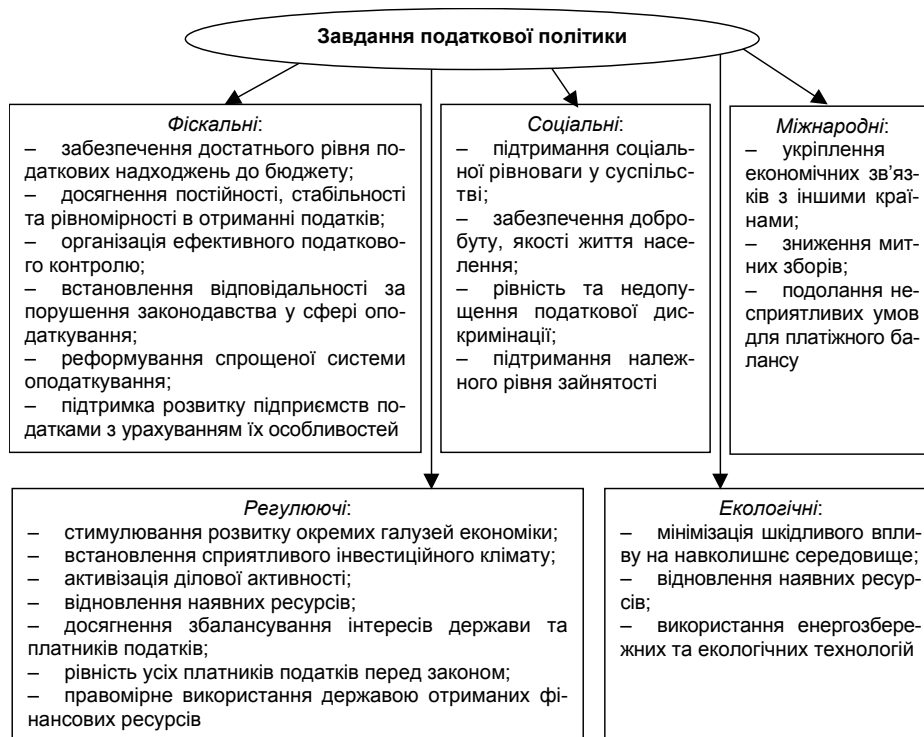 Завдання податкової політики
Фіскальні:
– забезпечення достатнього рівня по-
даткових надходжень до бюджету;
– досягнення постійності, стабільності
та рівномірності в отриманні податків;
– організація ефективного податково-
го контролю;
– встановлення відповідальності за
порушення законодавства у сфері опо-
даткування;
– реформування спрощеної системи
оподаткування;
– підтримка розвитку підприємств по-
датками з урахуванням їх особливостей
Соціальні:
– підтримання соціаль-
ної рівноваги у суспільс-
тві;
– забезпечення добро-
буту, якості життя насе-
лення;
– рівність та недопу-
щення податкової дис-
кримінації;
– підтримання належ-
ного рівня зайнятості
Міжнародні:
– укріплення
економічних зв’яз-
ків з іншими краї-
нами;
– зниження мит-
них зборів;
– подолання не-
сприятливих умов
для платіжного ба-
лансу
Регулюючі:
– стимулювання розвитку окремих галузей економіки;
– встановлення сприятливого інвестиційного клімату;
– активізація ділової активності;
– відновлення наявних ресурсів;
– досягнення збалансування інтересів держави та
платників податків;
– рівність усіх платників податків перед законом;
– правомірне використання державою отриманих фі-
нансових ресурсів
Екологічні:
– мінімізація шкідливого впли-
ву на навколишнє середовище;
– відновлення наявних ресур-
сів;
– використання енергозбере-
жних та екологічних технологій